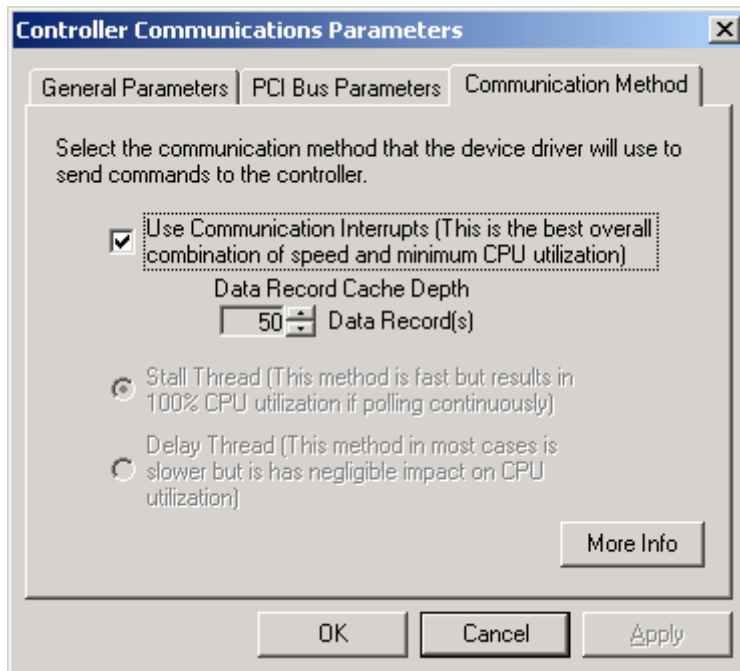 Controller Communications Parameters
General Parameters PCI Bus Parameters Communication Method
Select the communication method that the device driver will use to
send commands to the controller.
Use Communication Interrupts (This is the best overall
combination of speed and minimum CPU utilization)
Data Record Cache Depth
50 Data Record(s)
Stall Thread (This method is fast but results in
100% CPU utilization if polling continuously)
Delay Thread (This method in most cases is
slower but is has negligible impact on CPU
utilization)
More Info
OK Cancel Apply